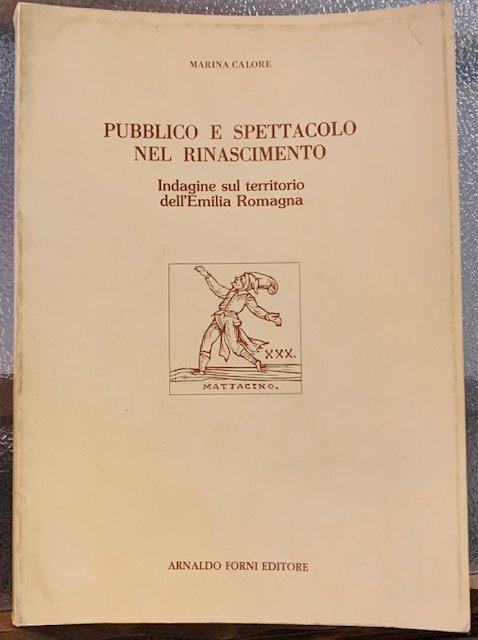 MARINA CALORE
PUBBLICO E SPETTACOLO
NEL RINASCIMENTO
Indagine sul territorio
dell'Emilia Romagna
XXX.
MATTACINO.
ARNALDO FORNI EDITORE